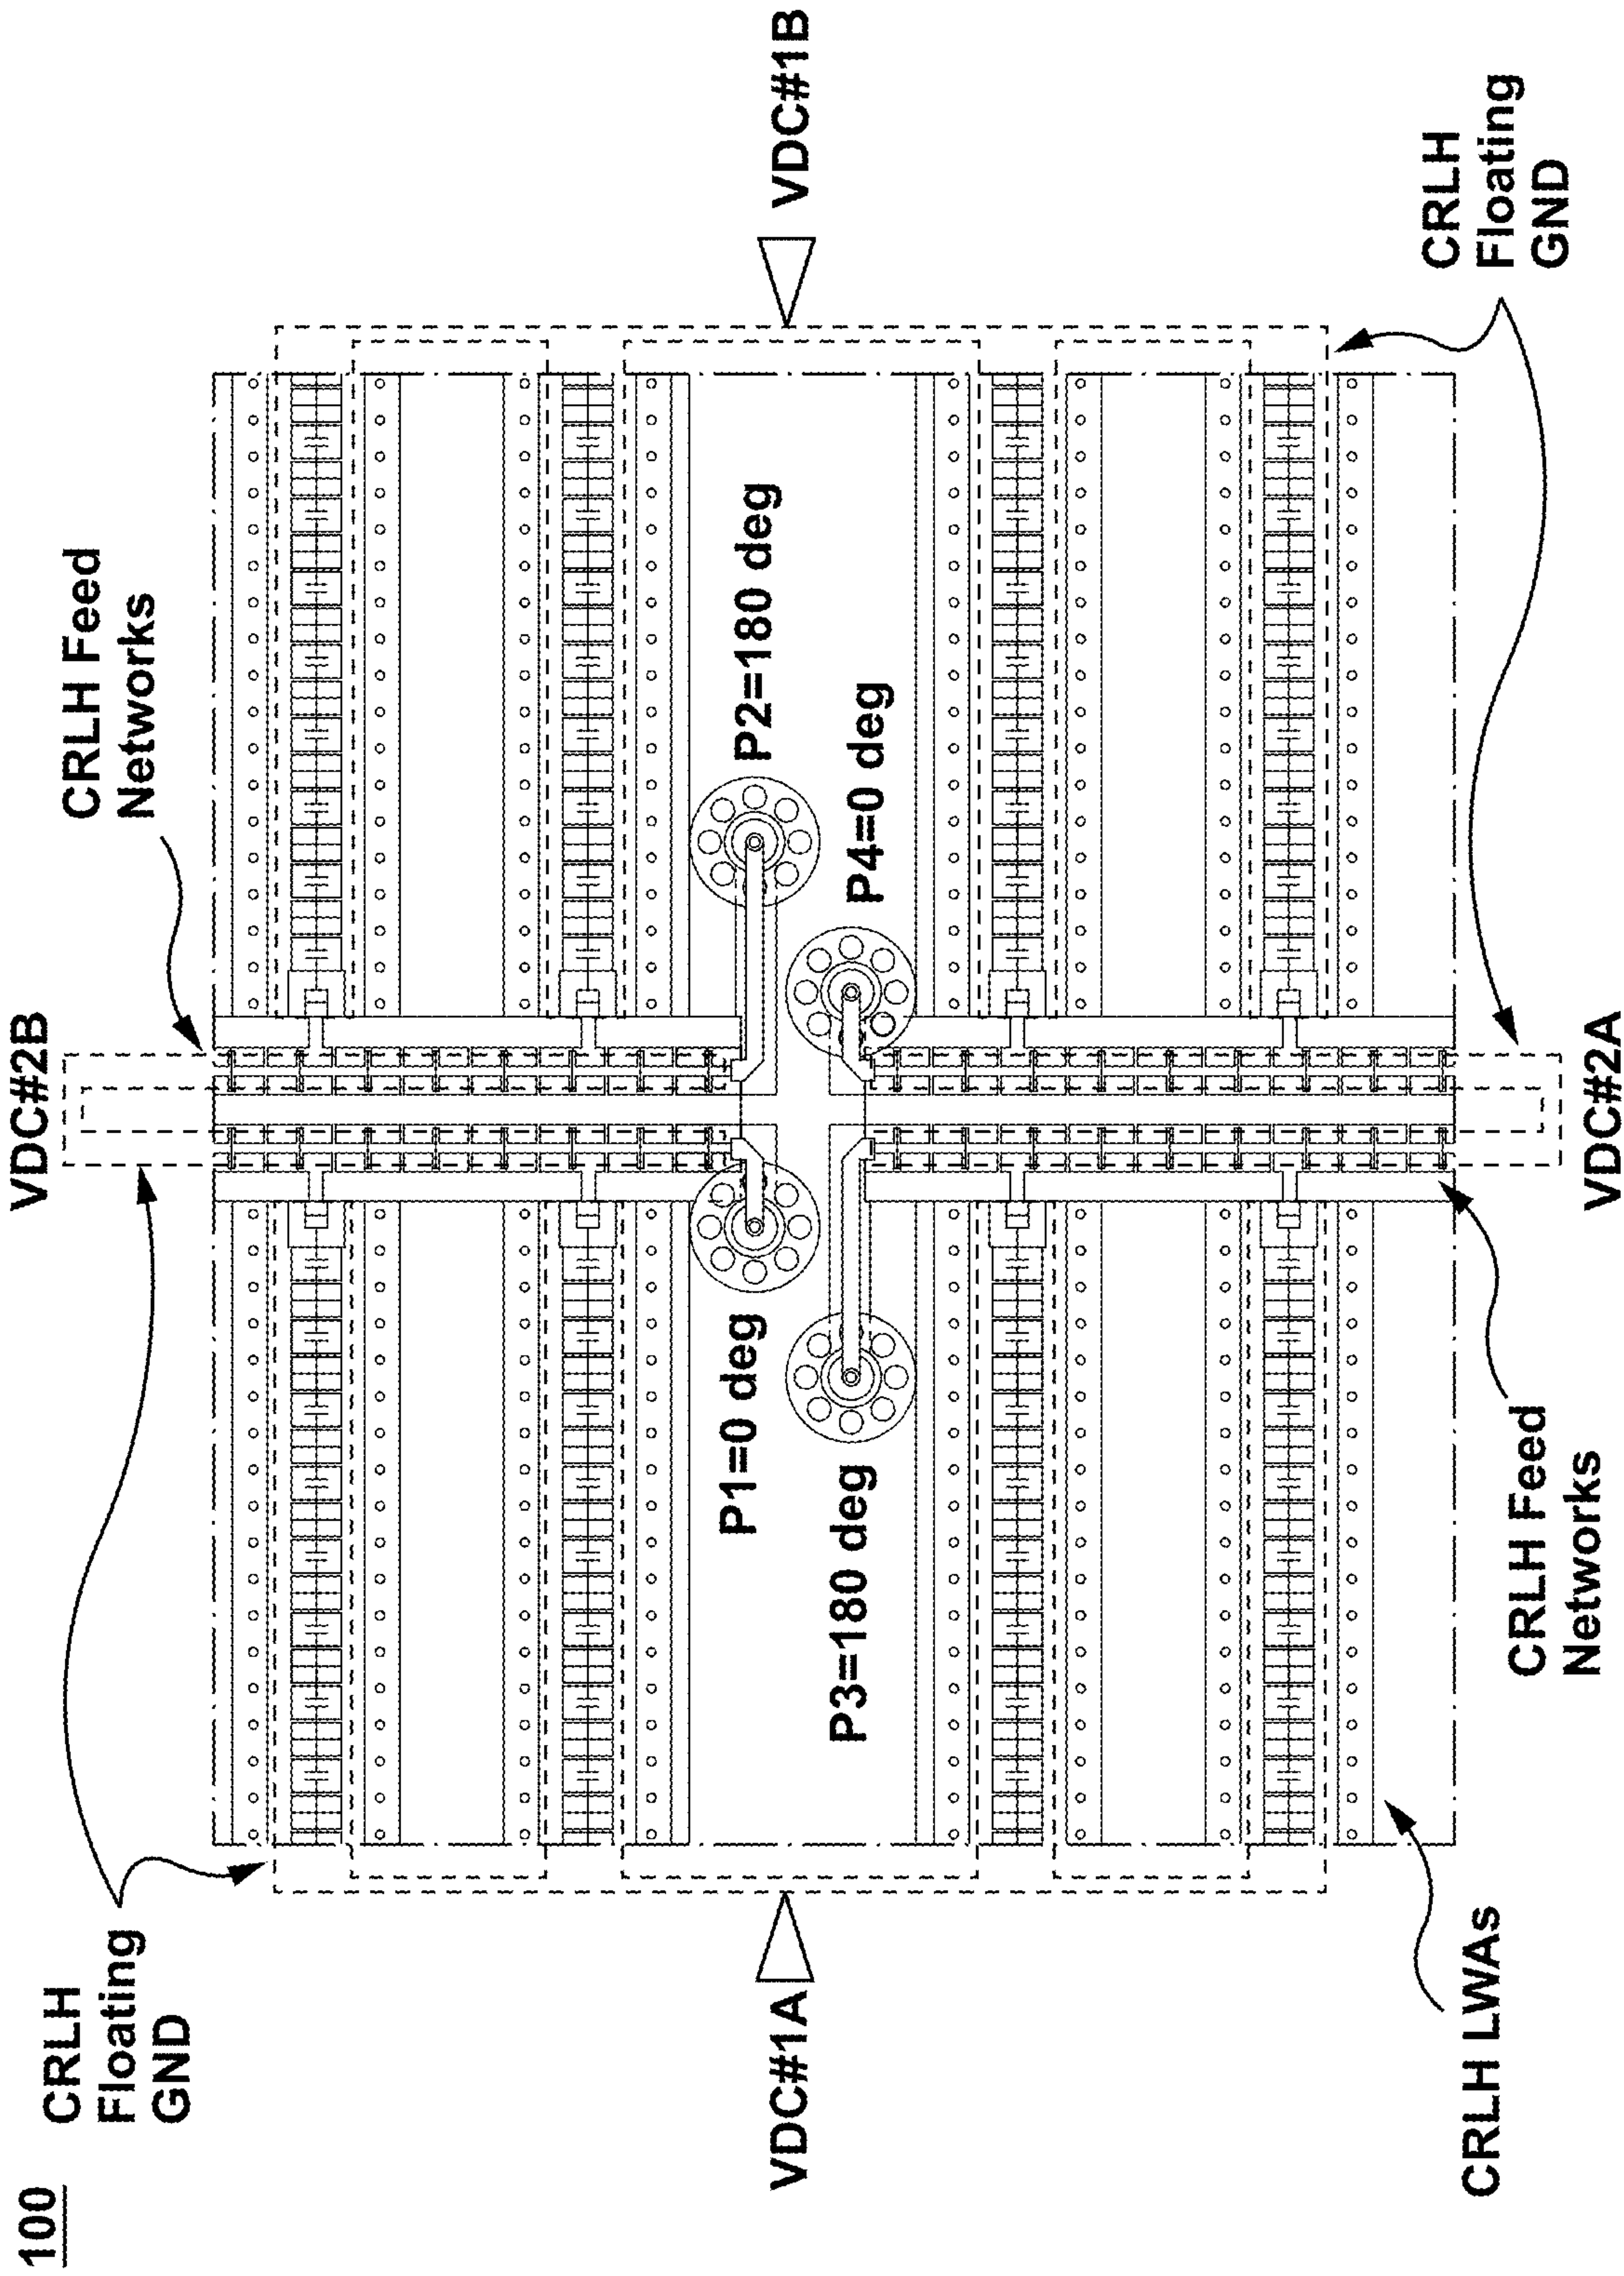 100
CRLH
Floating
GND
VDC#2B
CRLH Feed
Networks
VDC#1A
VDC#1B
P1=0 deg
P2=180 deg
P3=180 deg
P4=0 deg
CRLH LWAs
CRLH Feed
Networks
VDC#2A
CRLH
Floating
GND